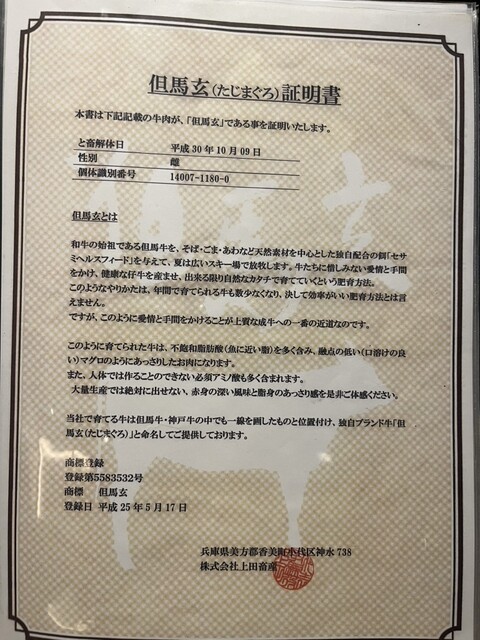 但馬玄(たじまぐろ)証明書
本書は下記記載の牛肉が、「但馬玄」である事を証明いたします。
と畜解体日 平成30年10月09日
性別 雌
個体識別番号 14007-1180-0
但馬玄とは
和牛の始祖である但馬牛を、そば・ごま・あわなど天然素材を中心とした独自配合の餌「セサ
ミヘルスフィード」を与えて、夏は広いスキー場で放牧します。牛たちに惜しみない愛情と手間
をかけ、健康な仔牛を産ませ、出来る限り自然なカタチで育てていくという肥育方法。
このようなやりかたは、年間で育てられる牛も数少なくなり、決して効率がいい肥育方法とは言
えません。
ですが、このように愛情と手間をかけることが上質な成牛への一番の近道なのです。
このように育てられた牛は、不飽和脂肪酸(魚に近い脂)を多く含み、融点の低い(口溶けの良
い)マグロのようにあっさりしたお肉になります。
また、人体では作ることのできない必須アミノ酸も多く含まれます。
大量生産では絶対に出せない、赤身の深い風味と脂身のあっさり感を是非ご体感ください。
当社で育てる牛は但馬牛・神戸牛の中でも一線を画したものと位置付け、独自ブランド牛「但
馬玄(たじまぐろ)」と命名してご提供しております。
商標登録
登録第5583532号
商標 但馬玄
登録日 平成25年5月17日
兵庫県美方郡香美町小代区神水738
株式会社上田畜産